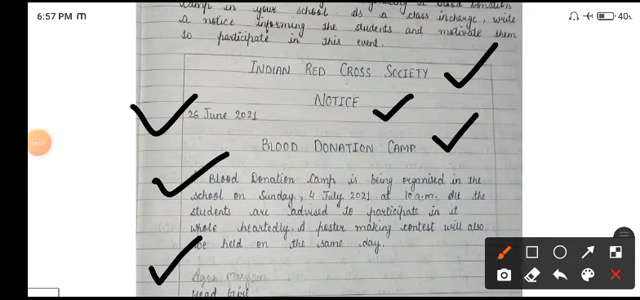 6:57 PM
40%
camp in your school. As a class incharge, write
a notice informing the students and motivate them
to participate in this event.
INDIAN RED CROSS SOCIETY
NOTICE
26 June 2021
BLOOD DONATION CAMP
Blood Donation Camp is being organised in the
school on Sunday, 4 July 2021 at 10 a.m. All the
students are advised to participate in it
whole heartedly. A poster making contest will also
be held on the same day.
Head